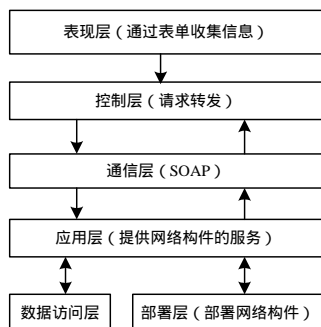 表现层(通过表单收集信息)
控制层(请求转发)
通信层(SOAP)
应用层(提供网络构件的服务)
数据访问层
部署层(部署网络构件)